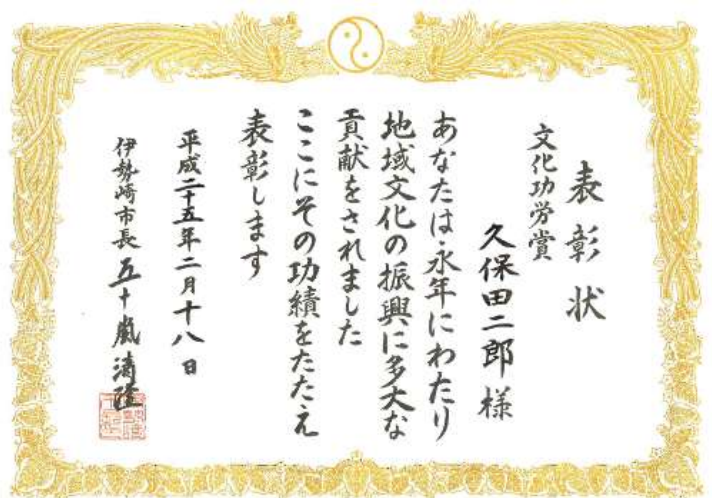 表彰状
文化功労賞
久保田二郎様
あなたは永年にわたり
地域文化の振興に多大な
貢献をされました
ここにその功績をたたえ
表彰します
平成二十五年二月十八日
伊勢崎市長 五十嵐清隆